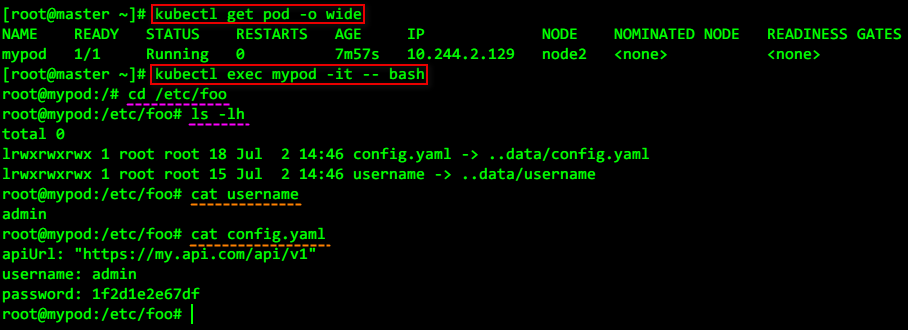 [root@master ~]# kubectl get pod -o wide
NAME READY STATUS RESTARTS AGE IP NODE NOMINATED NODE READINESS GATES
mypod 1/1 Running 0 7m57s 10.244.2.129 node2 <none> <none>
[root@master ~]# kubectl exec mypod -it -- bash
root@mypod:/# cd /etc/foo
root@mypod:/etc/foo# ls -lh
total 0
lrwxrwxrwx 1 root root 18 Jul 2 14:46 config.yaml -> ..data/config.yaml
lrwxrwxrwx 1 root root 15 Jul 2 14:46 username -> ..data/username
root@mypod:/etc/foo# cat username
admin
root@mypod:/etc/foo# cat config.yaml
apiUrl: "https://my.api.com/api/v1"
username: admin
password: 1f2d1e2e67df
root@mypod:/etc/foo#